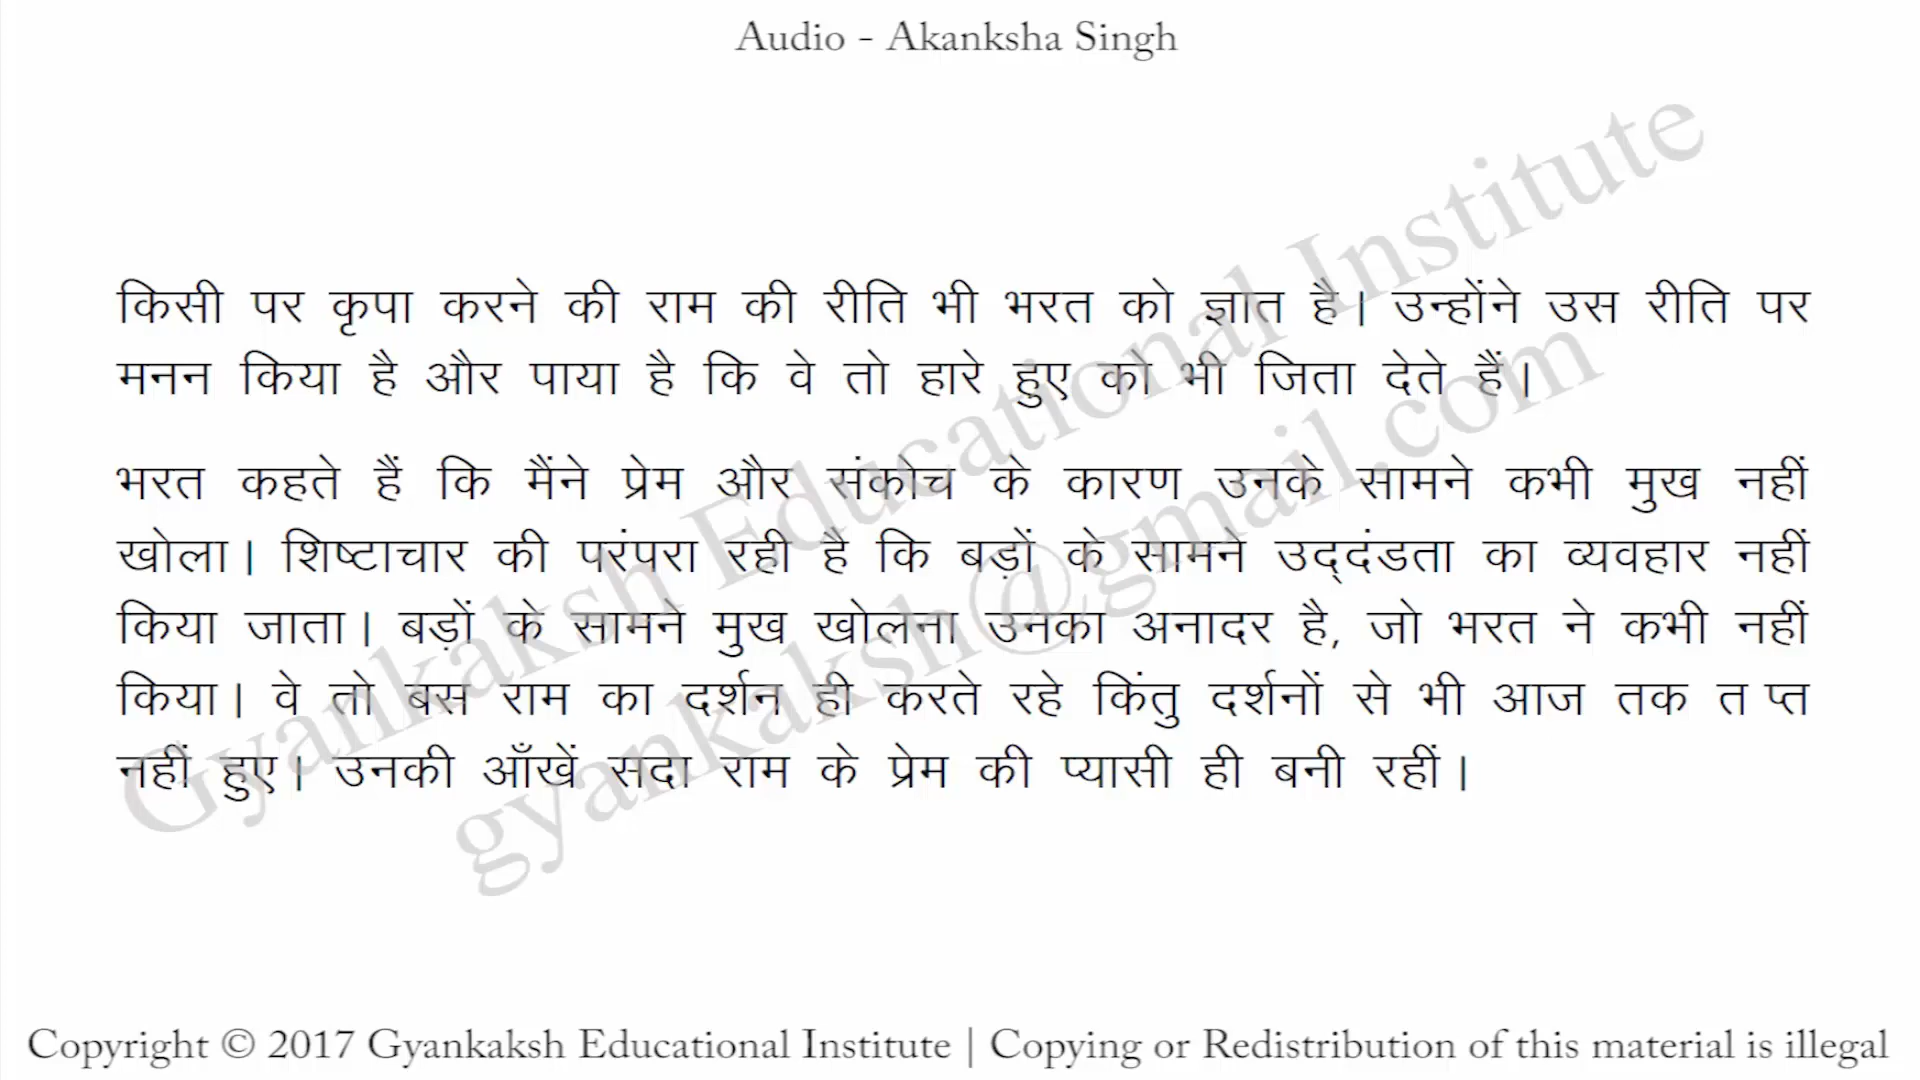 Audio - Akanksha Singh
किसी पर कृपा करने की राम की रीति भी भरत को ज्ञात है। उन्होंने उस रीति पर
मनन किया है और पाया है कि वे तो हारे हुए को भी जिता देते हैं।
भरत कहते हैं कि मैंने प्रेम और संकोच के कारण उनके सामने कभी मुख नहीं
खोला। शिष्टाचार की परंपरा रही है कि बड़ों के सामने उद्‌दंडता का व्यवहार नहीं
किया जाता। बड़ों के सामने मुख खोलना उनका अनादर है, जो भरत ने कभी नहीं
किया। वे तो बस राम का दर्शन ही करते रहे किंतु दर्शनों से भी आज तक त प्त
नहीं हुए। उनकी आँखें सदा राम के प्रेम की प्यासी ही बनी रहीं।
Gyankaksh Educational Institute
gyankaksh@gmail.com
Copyright © 2017 Gyankaksh Educational Institute | Copying or Redistribution of this material is illegal